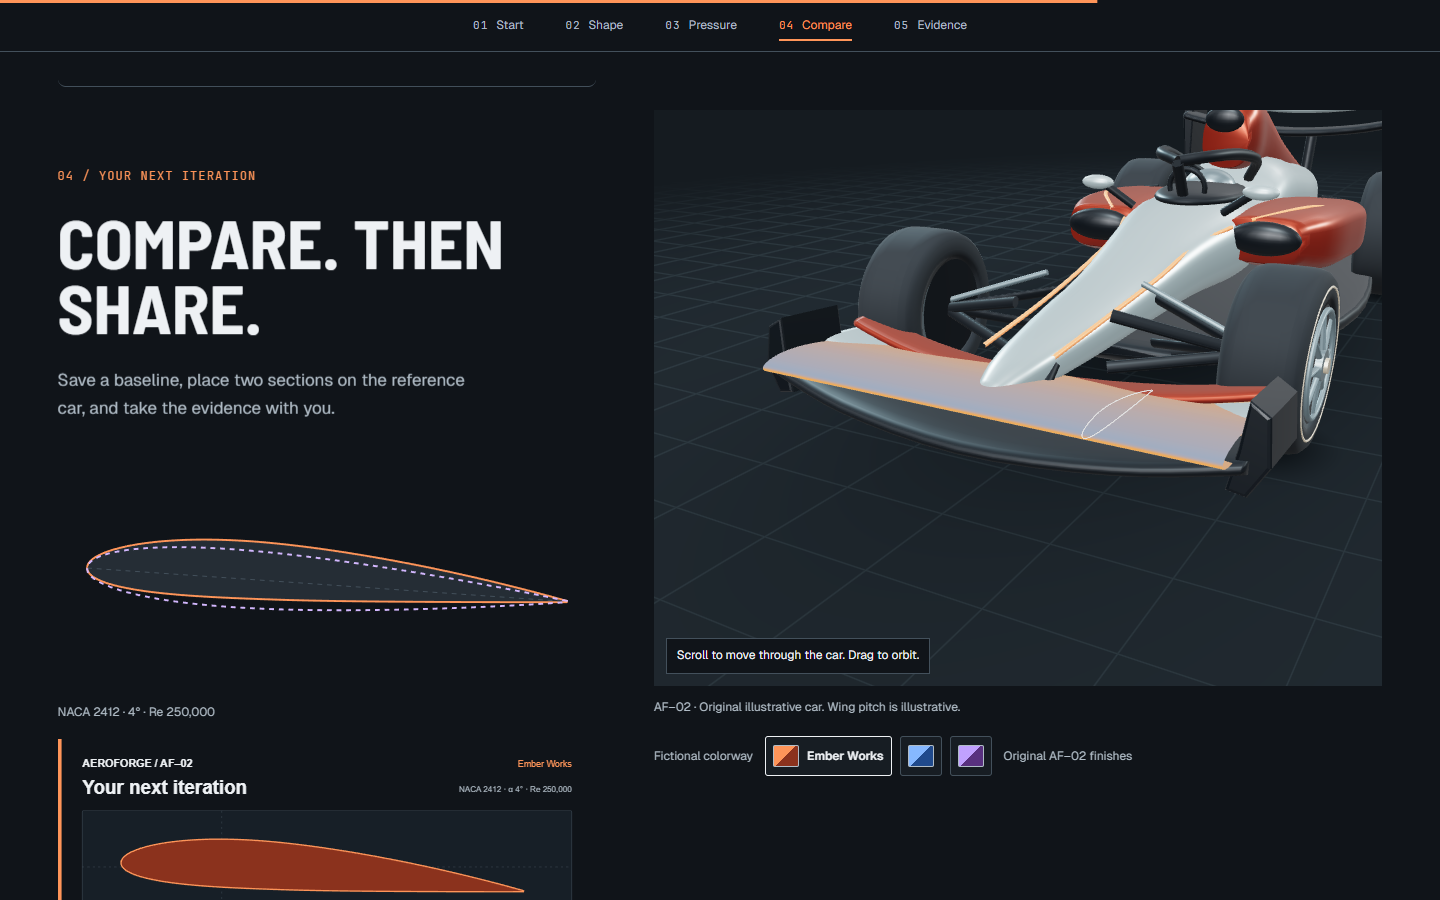 01 Start
02 Shape
03 Pressure
04 Compare
05 Evidence
04 / YOUR NEXT ITERATION
COMPARE. THEN
SHARE.
Save a baseline, place two sections on the reference
car, and take the evidence with you.
NACA 2412 · 4° · Re 250,000
AEROFORGE / AF–02
Ember Works
Your next iteration
NACA 2412 · α 4° · Re 250,000
Scroll to move through the car. Drag to orbit.
AF–02 · Original illustrative car. Wing pitch is illustrative.
Fictional colorway
Ember Works
Original AF–02 finishes